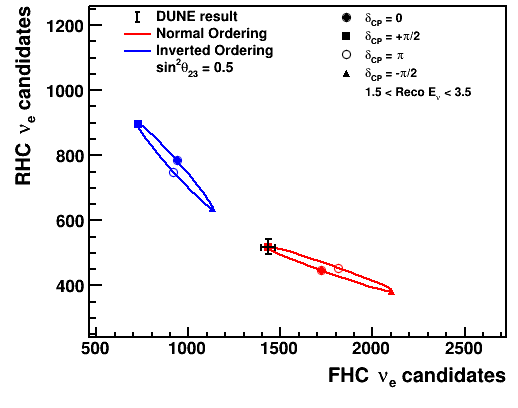 DUNE result
Normal Ordering
Inverted Ordering
sin²θ₂₃ = 0.5
δCP = 0
δCP = +π/2
δCP = π
δCP = -π/2
1.5 < Reco Eν < 3.5
RHC νe candidates
1200
1000
800
600
400
500 1000 1500 2000 2500
FHC νe candidates